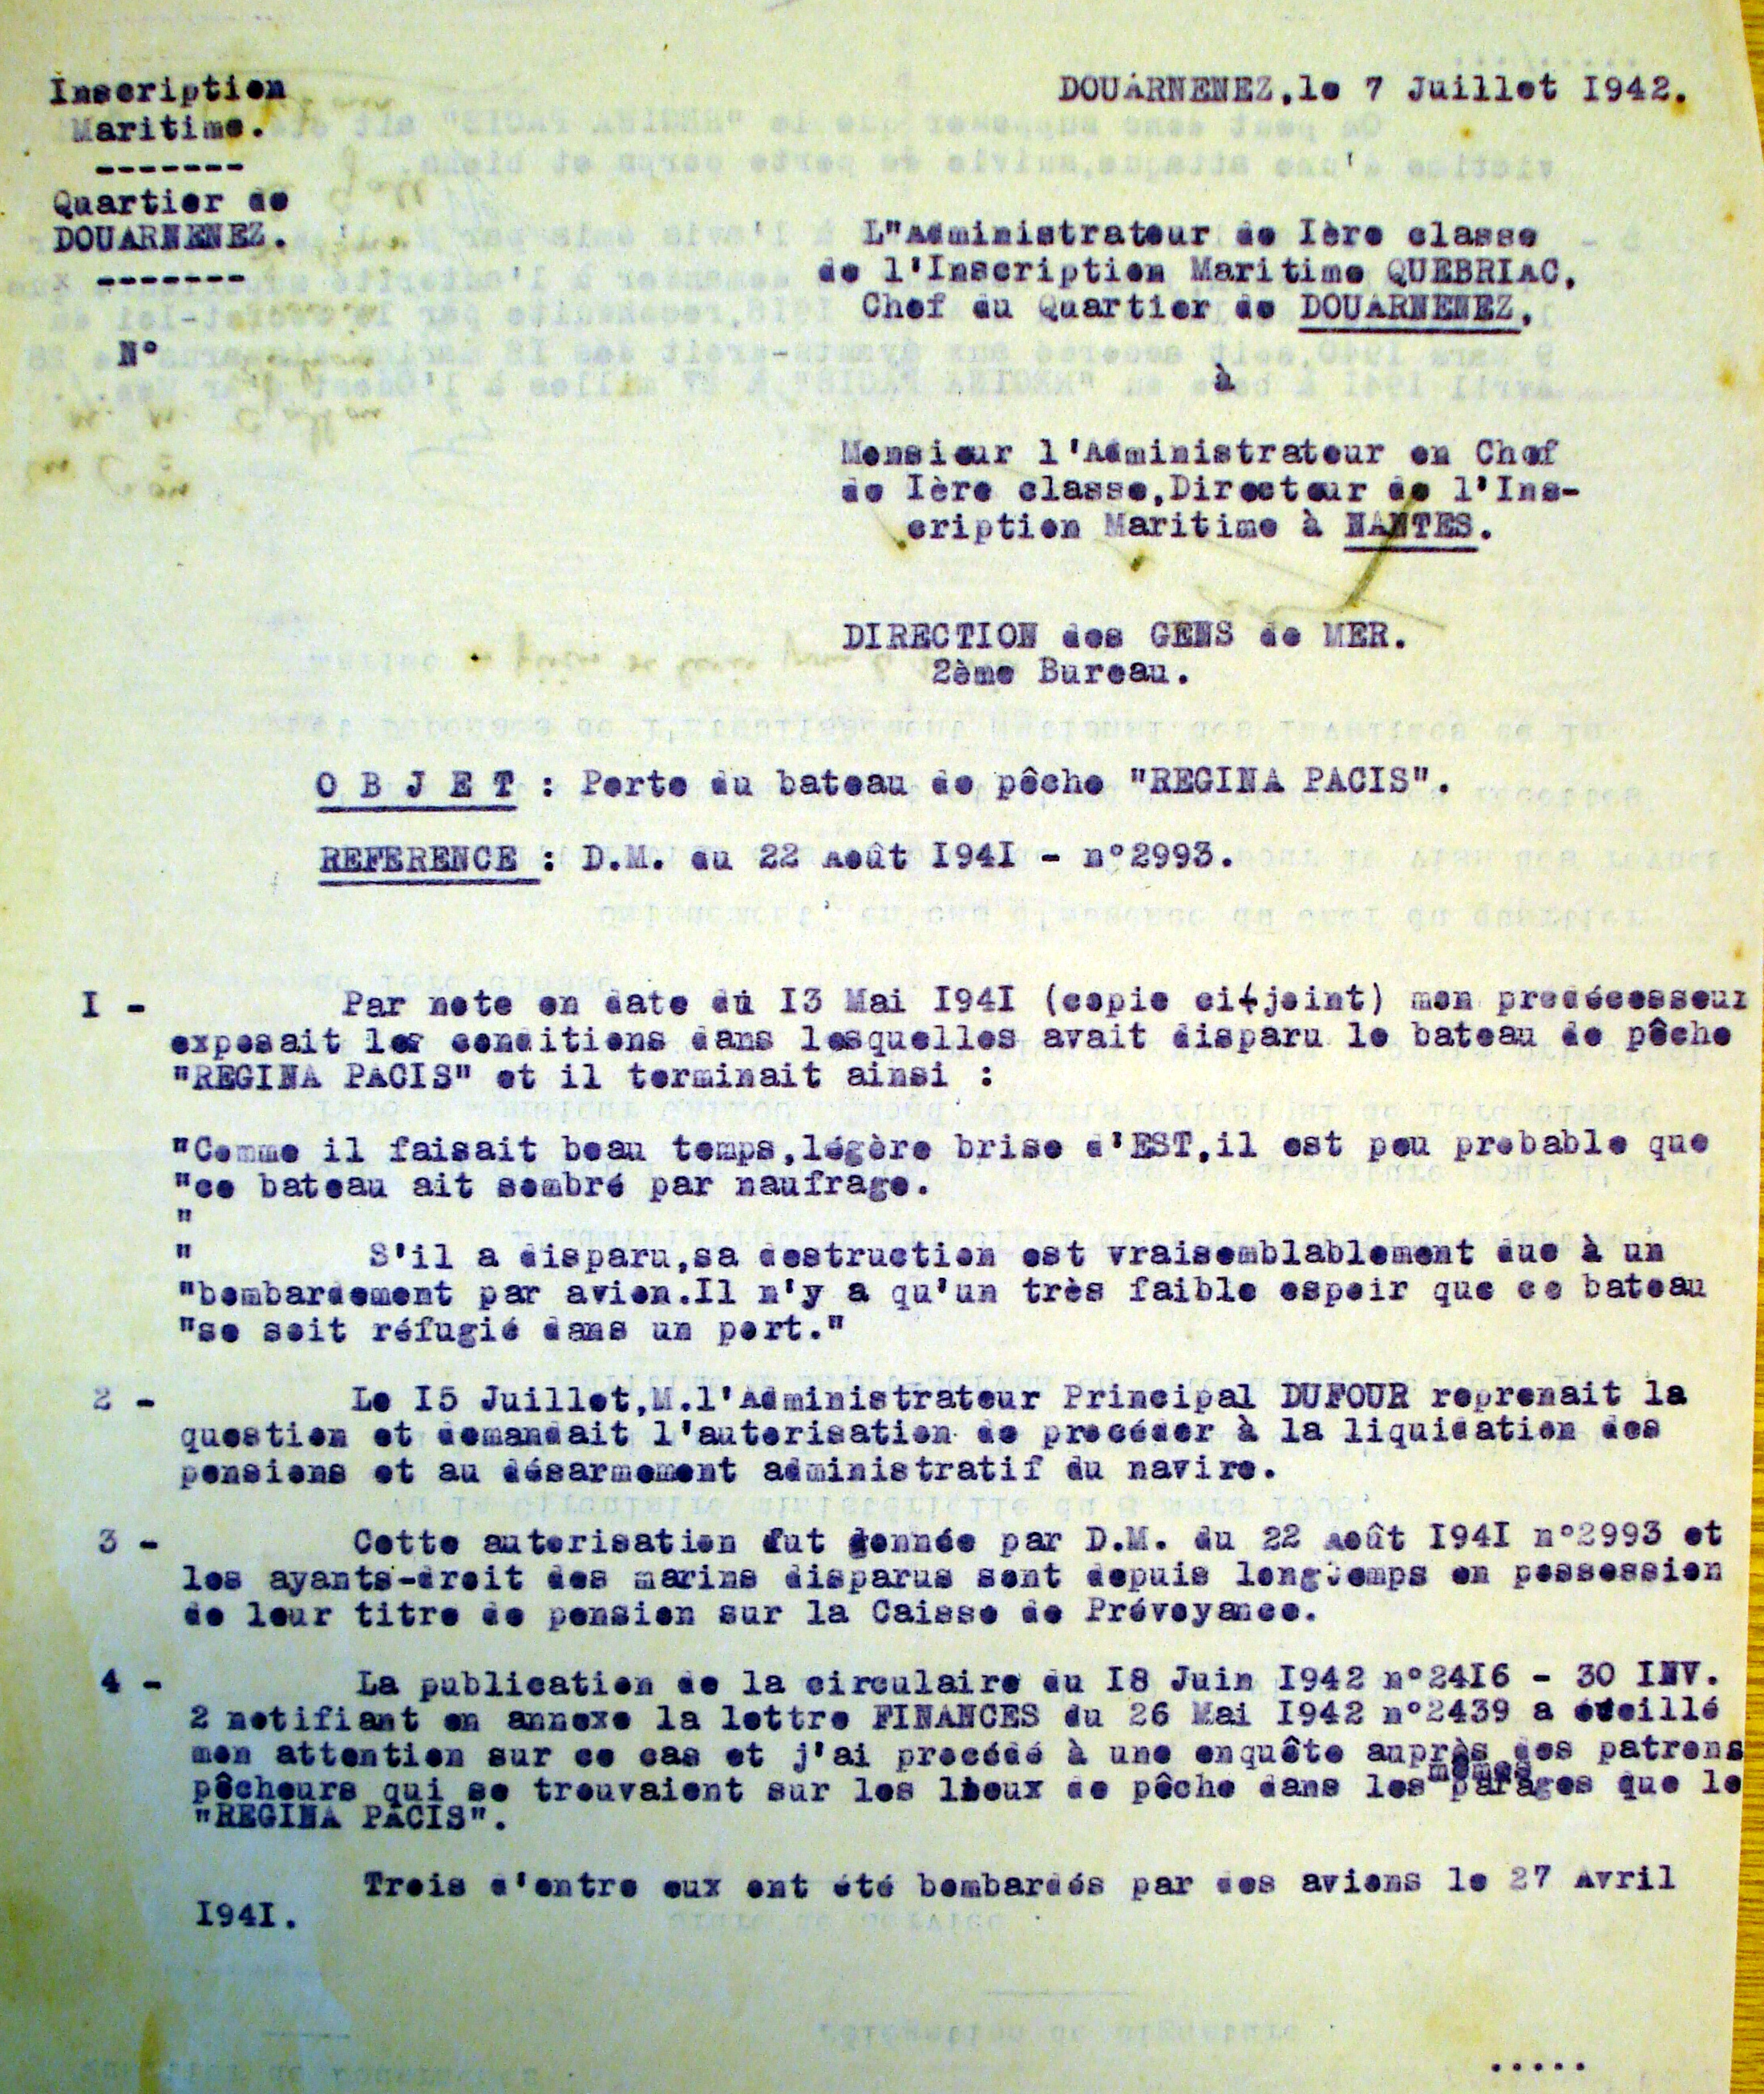 Inscription
Maritime.
-------
Quartier de
DOUARNENEZ.
-------
N°
DOUARNENEZ,le 7 Juillet I942.
L"Administrateur de Ière classe
de l'Inscription Maritime QUEBRIAC,
Chef du Quartier de DOUARNENEZ,
à
Monsieur l'Administrateur en Chef
de Ière classe,Directeur de l'Ins-
cription Maritime à NANTES.
DIRECTION des GENS de MER.
2ème Bureau.
O B J E T : Perte du bateau de pêche "REGINA PACIS".
REFERENCE : D.M. du 22 Août I94I - n°2993.
I - Par note en date du I3 Mai I94I (copie ci-joint) mon predécesseur
exposait les conditions dans lesquelles avait disparu le bateau de pêche
"REGINA PACIS" et il terminait ainsi :
"Comme il faisait beau temps,légère brise d'EST,il est peu probable que
"ce bateau ait sombré par naufrage.
"
" S'il a disparu,sa destruction est vraisemblablement due à un
"bombardement par avion.Il n'y a qu'un très faible espoir que ce bateau
"se soit réfugié dans un port."
2 - Le I5 Juillet,M.l'Administrateur Principal DUFOUR reprenait la
question et demandait l'autorisation de procéder à la liquidation des
pensions et au désarmement administratif du navire.
3 - Cette autorisation fut donnée par D.M. du 22 Août I94I n°2993 et
les ayants-droit des marins disparus sont depuis longtemps en possession
de leur titre de pension sur la Caisse de Prévoyance.
4 - La publication de la circulaire du I8 Juin I942 n°24I6 - 30 INV.
2 notifiant en annexe la lettre FINANCES du 26 Mai I942 n°2439 a éveillé
mon attention sur ce cas et j'ai procédé à une enquête auprès des patrons
pêcheurs qui se trouvaient sur les lieux de pêche dans les mêmes parages que le
"REGINA PACIS".
Trois d'entre eux ont été bombardés par des avions le 27 Avril
I94I.
.....